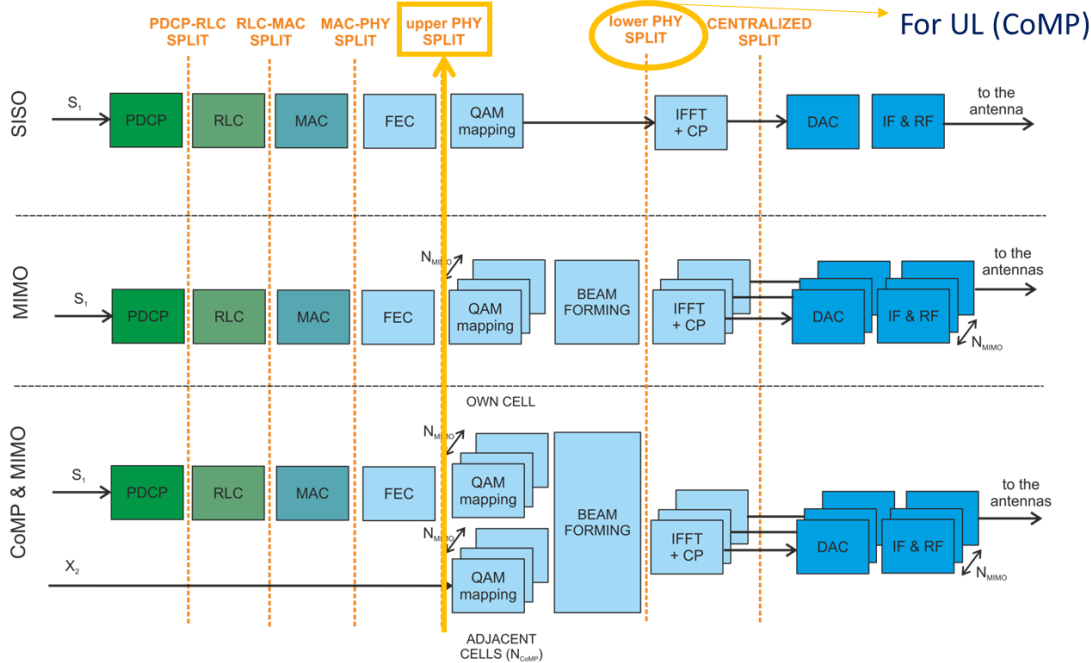 PDCP-RLC
SPLIT
RLC-MAC
SPLIT
MAC-PHY
SPLIT
upper PHY
SPLIT
lower PHY
SPLIT
CENTRALIZED
SPLIT
For UL (CoMP)
SISO
S1
PDCP
RLC
MAC
FEC
QAM
mapping
IFFT
+ CP
DAC
IF & RF
to the
antenna
MIMO
S1
PDCP
RLC
MAC
FEC
NMIMO
QAM
mapping
BEAM
FORMING
IFFT
+ CP
DAC
IF & RF
to the
antennas
NMIMO
CoMP & MIMO
OWN CELL
S1
PDCP
RLC
MAC
FEC
NMIMO
QAM
mapping
BEAM
FORMING
IFFT
+ CP
DAC
IF & RF
to the
antennas
NMIMO
X2
NMIMO
QAM
mapping
ADJACENT
CELLS (NCoMP)